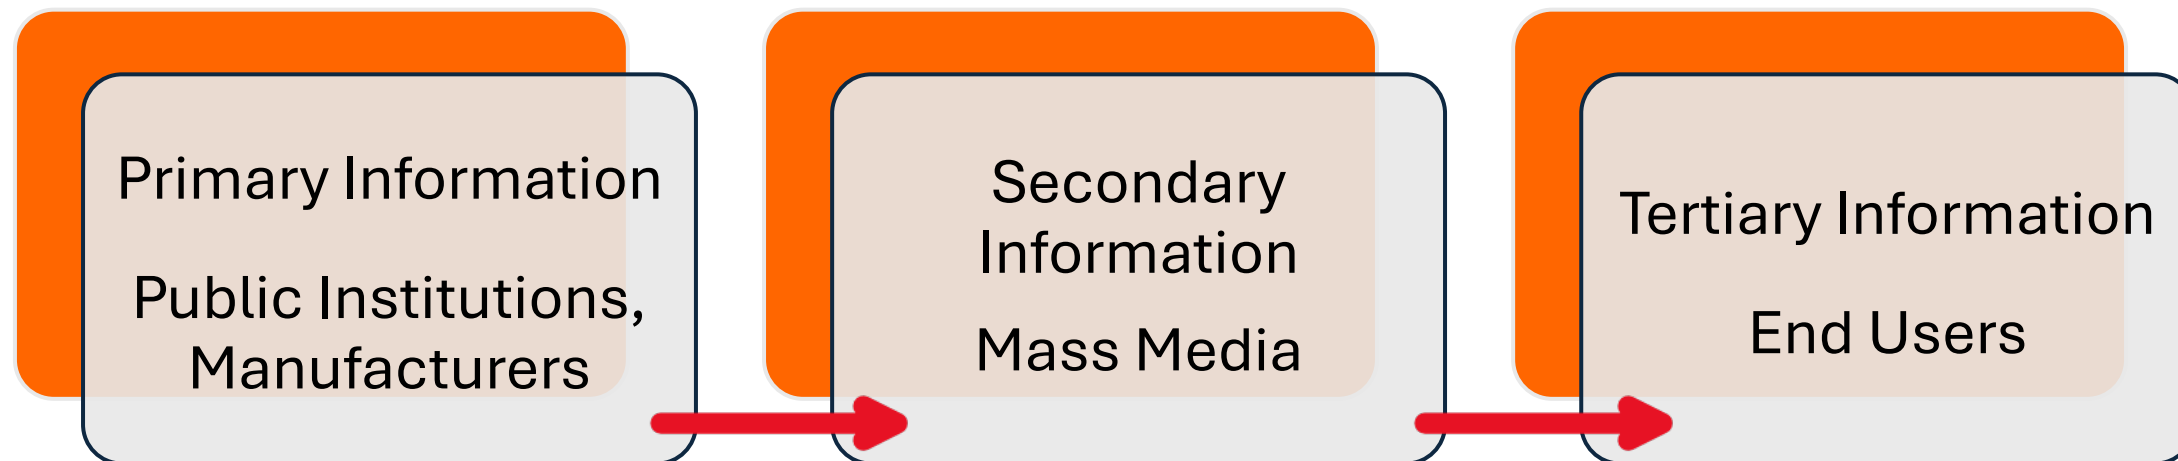 Primary Information
Public Institutions,
Manufacturers
Secondary
Information
Mass Media
Tertiary Information
End Users